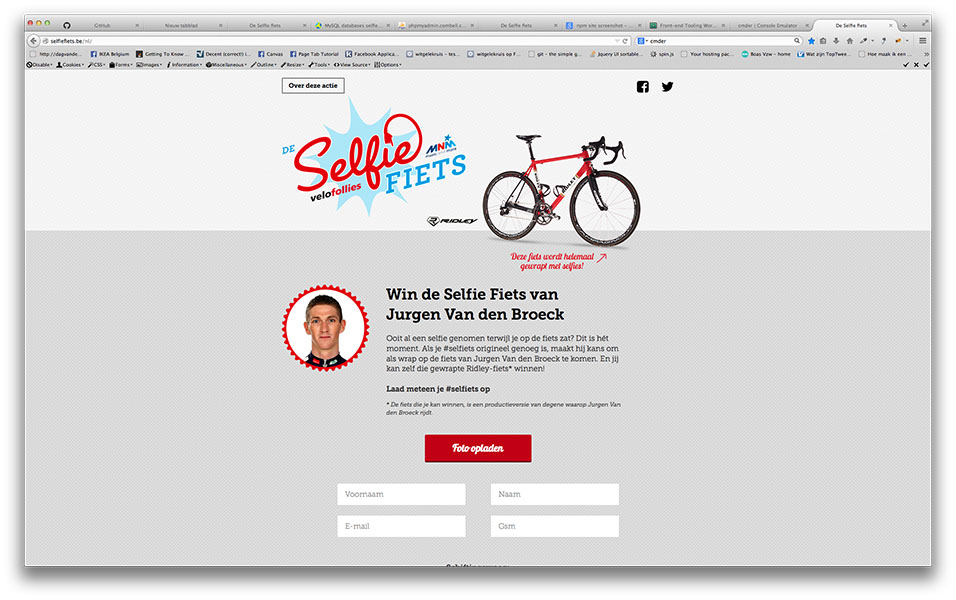 GitHub
Nieuw tabblad
De Selfie fiets
MySQL databases selfie...
phpmyadmin.combell.c...
De Selfie fiets
npm site screenshot - ...
Front-end Tooling Wor...
cmder | Console Emulator
De Selfie fiets
selfiefiets.be/nl/
cmder
http://dapvande...
IKEA Belgium
Getting To Know ...
Decent (correct) i...
Canvas
Page Tab Tutorial
Facebook Applica...
witgelekruis - tes...
witgelekruis op F...
git - the simple g...
jQuery UI sortable...
spin.js
Your hosting pac...
Boas Vzw - home
Wat zijn TopTwee...
Hoe maak ik een ...
Disable
Cookies
CSS
Forms
Images
Information
Miscellaneous
Outline
Resize
Tools
View Source
Options
Over deze actie
DE
Selfie
MNM
FIETS
velofollies
RIDLEY
Deze fiets wordt helemaal
gewrapt met selfies!
Win de Selfie Fiets van
Jurgen Van den Broeck
Ooit al een selfie genomen terwijl je op de fiets zat? Dit is hét
moment. Als je #selfiets origineel genoeg is, maakt hij kans om
als wrap op de fiets van Jurgen Van den Broeck te komen. En jij
kan zelf die gewrapte Ridley-fiets* winnen!
Laad meteen je #selfiets op
* De fiets die je kan winnen, is een productieversie van degene waarop Jurgen Van
den Broeck rijdt.
Foto opladen
Voornaam
Naam
E-mail
Gsm